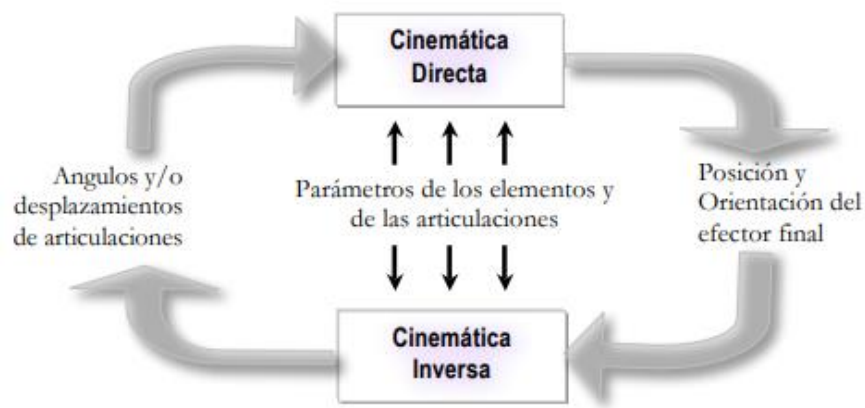 Cinemática
Directa
Angulos y/o
desplazamientos
de articulaciones
Parámetros de los elementos y
de las articulaciones
Posición y
Orientación del
efector final
Cinemática
Inversa